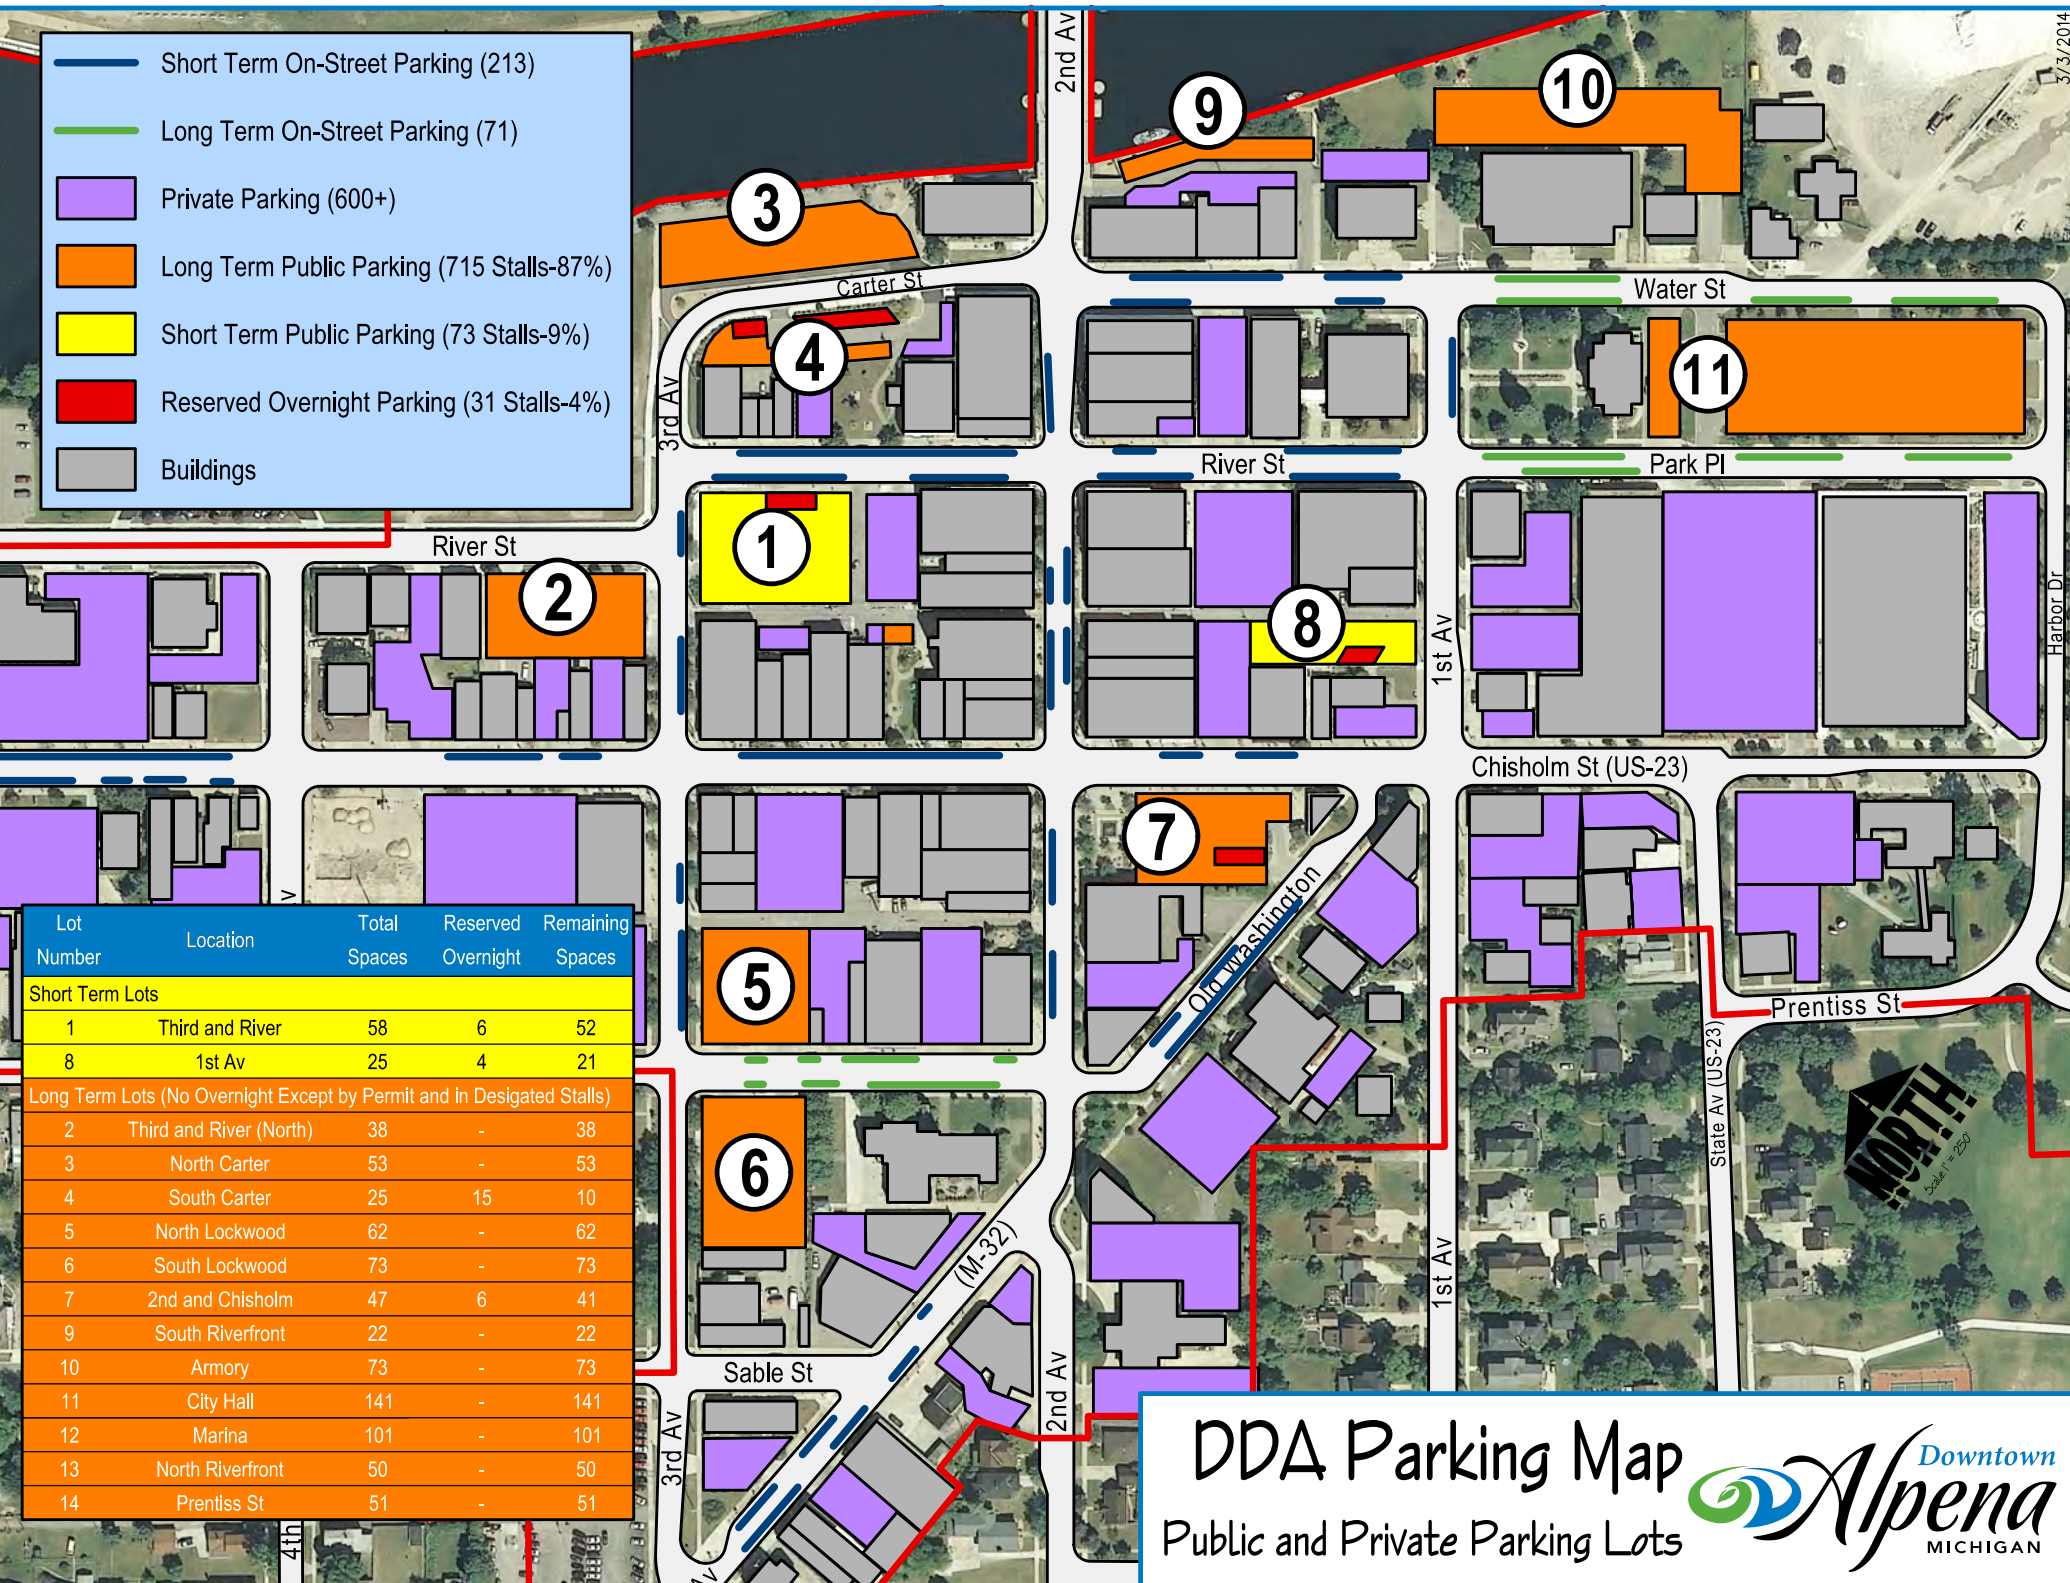 3/3/2014
Short Term On-Street Parking (213)
Long Term On-Street Parking (71)
Private Parking (600+)
Long Term Public Parking (715 Stalls-87%)
Short Term Public Parking (73 Stalls-9%)
Reserved Overnight Parking (31 Stalls-4%)
Buildings
2nd Av
9
10
3
Carter St
Water St
4
11
3rd Av
River St
Park Pl
1
River St
2
8
1st Av
Harbor Dr
Chisholm St (US-23)
7
Old Washington
5
Prentiss St
State Av (US-23)
NORTH
Scale 1" = 250'
6
(M-32)
1st Av
Sable St
2nd Av
3rd Av
4th
v
Av
Lot Number Location Total Spaces Reserved Overnight Remaining Spaces
Short Term Lots
1 Third and River 58 6 52
8 1st Av 25 4 21
Long Term Lots (No Overnight Except by Permit and in Desigated Stalls)
2 Third and River (North) 38 - 38
3 North Carter 53 - 53
4 South Carter 25 15 10
5 North Lockwood 62 - 62
6 South Lockwood 73 - 73
7 2nd and Chisholm 47 6 41
9 South Riverfront 22 - 22
10 Armory 73 - 73
11 City Hall 141 - 141
12 Marina 101 - 101
13 North Riverfront 50 - 50
14 Prentiss St 51 - 51
DDA Parking Map
Public and Private Parking Lots
Downtown
Alpena
MICHIGAN